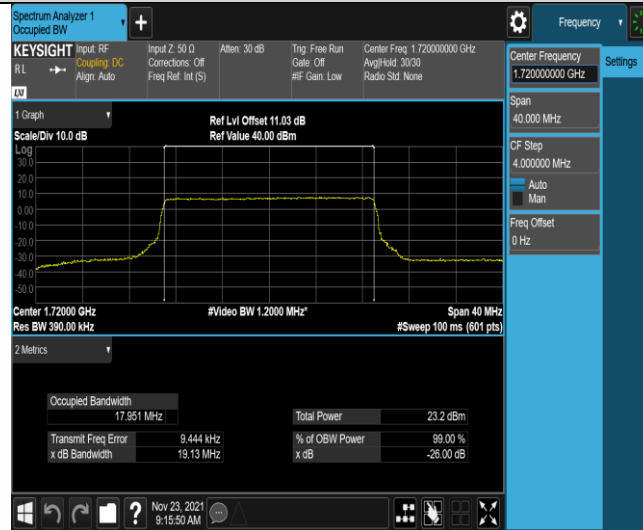 Spectrum Analyzer 1
Occupied BW
Frequency
KEYSIGHT
RL
LXI
Input: RF
Coupling: DC
Align: Auto
Input Z: 50 Ω
Corrections: Off
Freq Ref: Int (S)
Atten: 30 dB
Trig: Free Run
Gate: Off
#IF Gain: Low
Center Freq: 1.720000000 GHz
Avg|Hold: 30/30
Radio Std: None
1 Graph
Scale/Div 10.0 dB
Ref Lvl Offset 11.03 dB
Ref Value 40.00 dBm
Log
30.0
20.0
10.0
0.00
-10.0
-20.0
-30.0
-40.0
-50.0
Center 1.72000 GHz
Res BW 390.00 kHz
#Video BW 1.2000 MHz*
Span 40 MHz
#Sweep 100 ms (601 pts)
2 Metrics
Occupied Bandwidth
17.951 MHz
Total Power 23.2 dBm
Transmit Freq Error 9.444 kHz
% of OBW Power 99.00 %
x dB Bandwidth 19.13 MHz
x dB -26.00 dB
Nov 23, 2021
9:15:50 AM
Center Frequency
1.720000000 GHz
Settings
Span
40.000 MHz
CF Step
4.000000 MHz
Auto
Man
Freq Offset
0 Hz